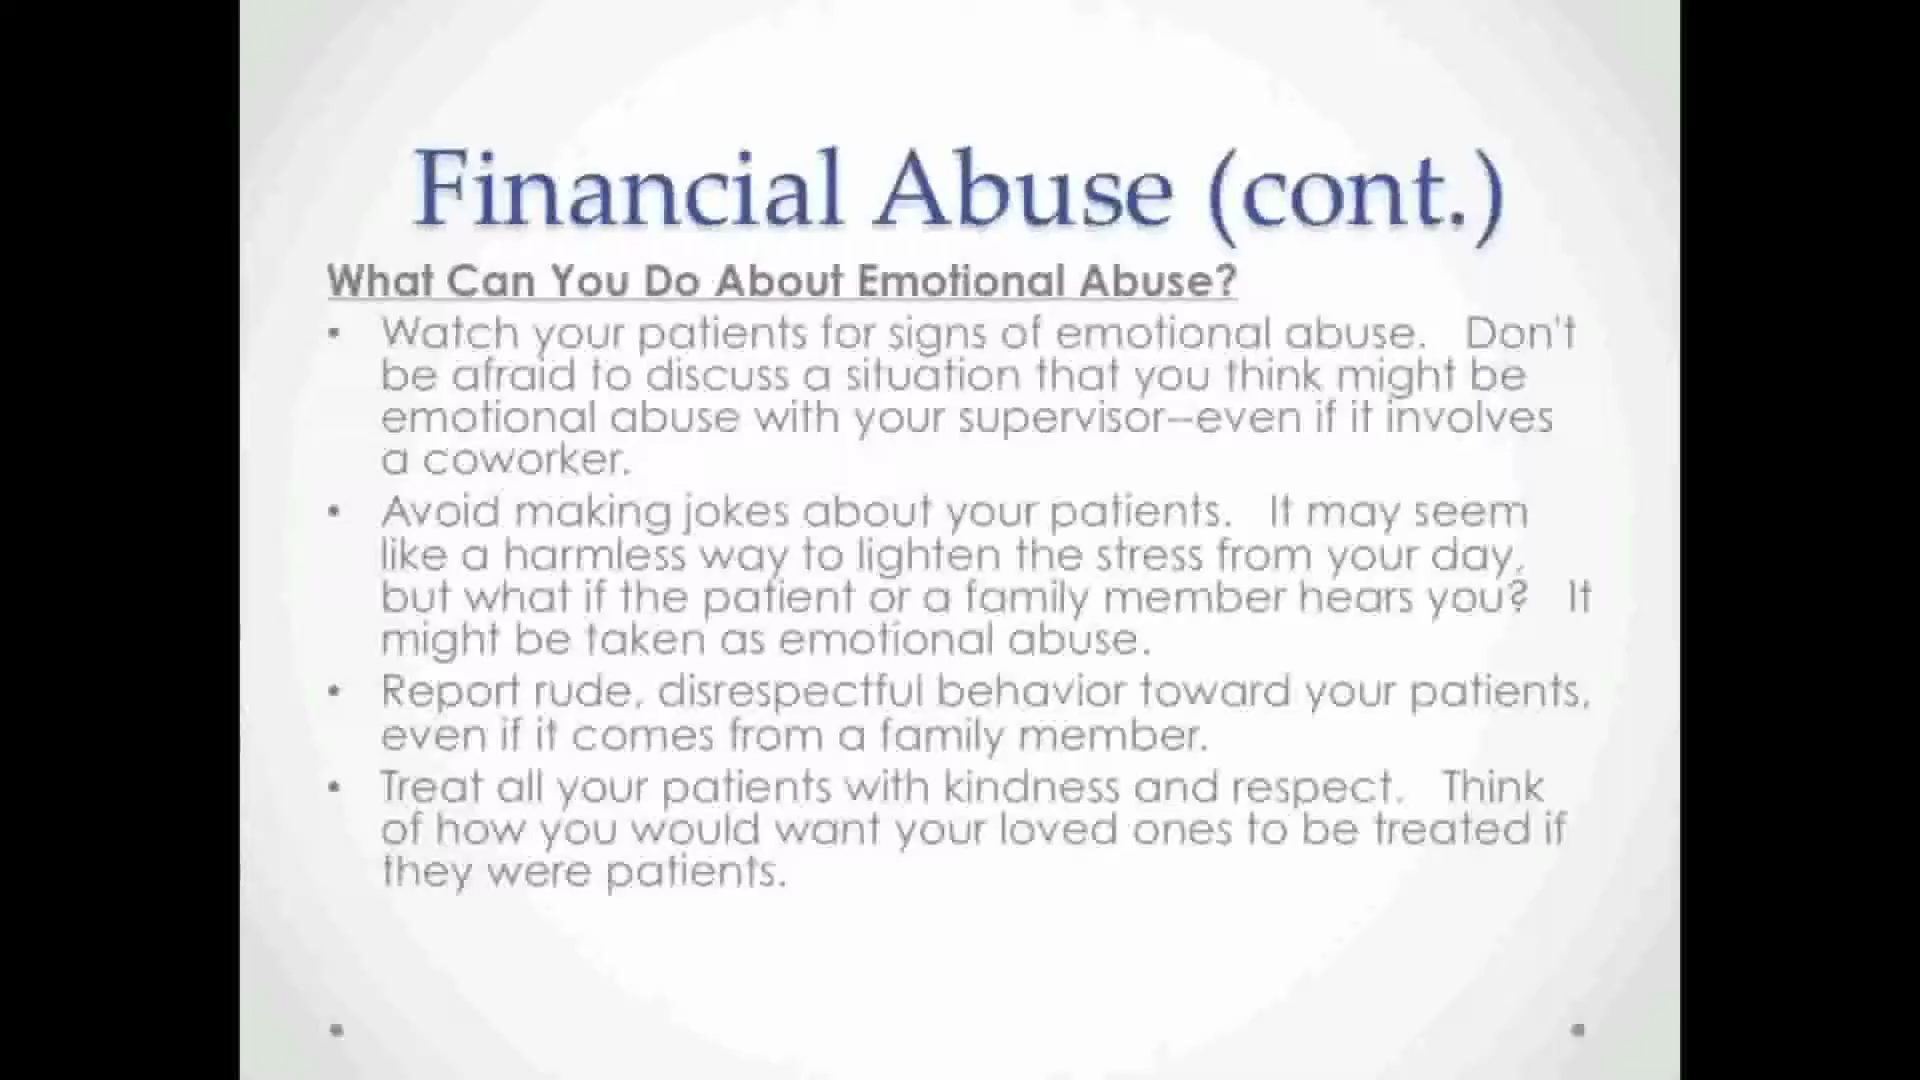 Financial Abuse (cont.)
What Can You Do About Emotional Abuse?
• Watch your patients for signs of emotional abuse. Don't
be afraid to discuss a situation that you think might be
emotional abuse with your supervisor--even if it involves
a coworker.
• Avoid making jokes about your patients. It may seem
like a harmless way to lighten the stress from your day,
but what if the patient or a family member hears you? It
might be taken as emotional abuse.
• Report rude, disrespectful behavior toward your patients,
even if it comes from a family member.
• Treat all your patients with kindness and respect. Think
of how you would want your loved ones to be treated if
they were patients.